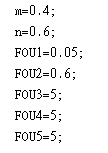 m=0.4;
n=0.6;
FOU1=0.05;
FOU2=0.6;
FOU3=5;
FOU4=5;
FOU5=5;